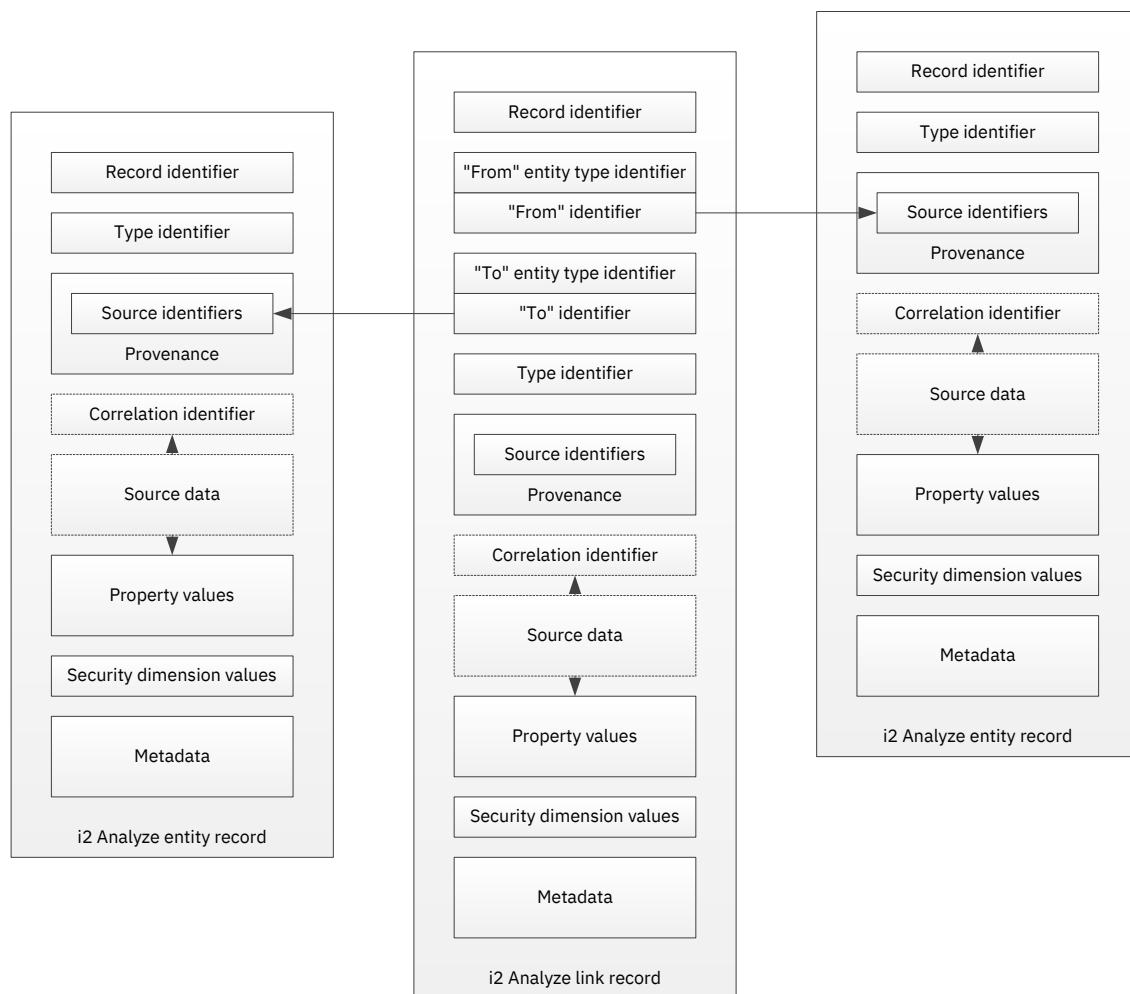 Record identifier
Type identifier
Source identifiers
Provenance
Correlation identifier
Source data
Property values
Security dimension values
Metadata
i2 Analyze entity record
Record identifier
"From" entity type identifier
"From" identifier
"To" entity type identifier
"To" identifier
Type identifier
Source identifiers
Provenance
Correlation identifier
Source data
Property values
Security dimension values
Metadata
i2 Analyze link record
Record identifier
Type identifier
Source identifiers
Provenance
Correlation identifier
Source data
Property values
Security dimension values
Metadata
i2 Analyze entity record